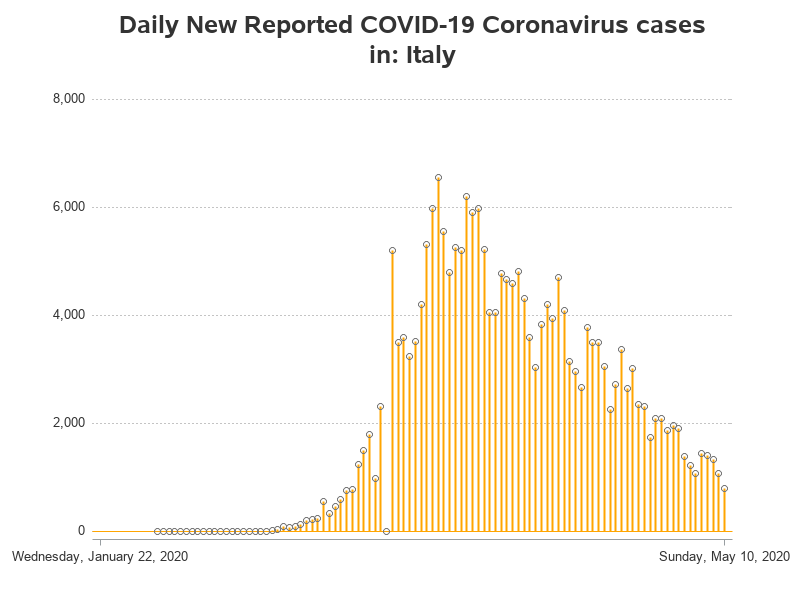 Daily New Reported COVID-19 Coronavirus cases
in: Italy
8,000
6,000
4,000
2,000
0
Wednesday, January 22, 2020
Sunday, May 10, 2020